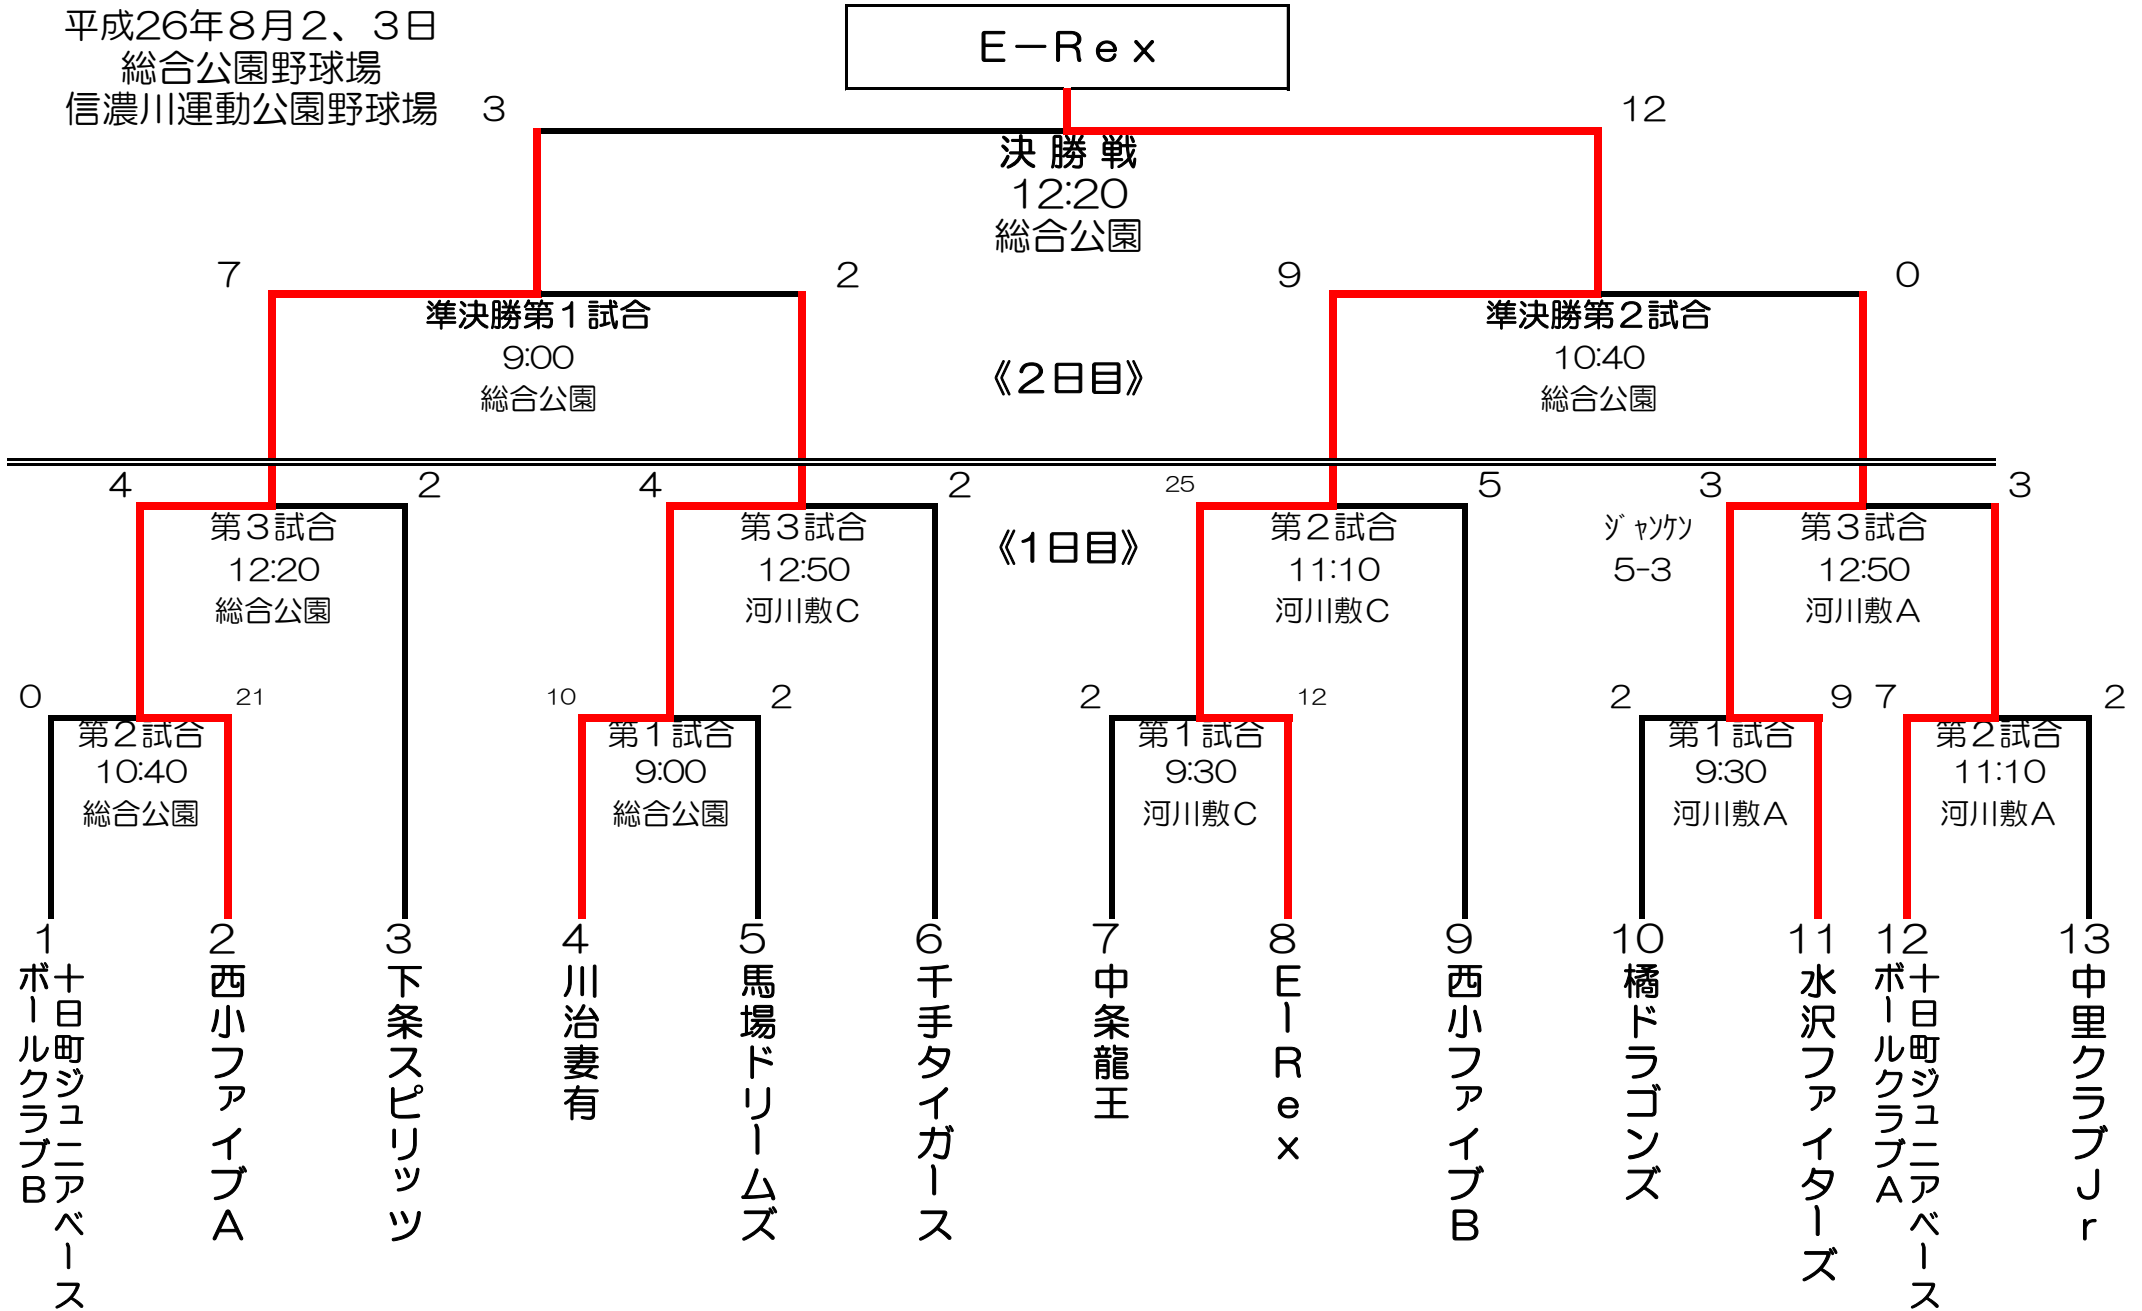 平成26年８月２、３日
総合公園野球場
信濃川運動公園野球場
Ｅ－Ｒｅｘ
3
12
決 勝 戦
12:20
総合公園
7
2
9
0
準決勝第１試合
9:00
総合公園
準決勝第２試合
10:40
総合公園
《２日目》
4
2
4
2
25
5
3
3
第３試合
12:20
総合公園
第３試合
12:50
河川敷Ｃ
《１日目》
第２試合
11:10
河川敷Ｃ
ｼﾞｬﾝｹﾝ
5-3
第３試合
12:50
河川敷Ａ
0
21
10
2
2
12
2
9
7
2
第２試合
10:40
総合公園
第１試合
9:00
総合公園
第１試合
9:30
河川敷Ｃ
第１試合
9:30
河川敷Ａ
第２試合
11:10
河川敷Ａ
1
2
3
4
5
6
7
8
9
10
11
12
13
十日町ジュニアベース
ボールクラブＢ
西小ファイブＡ
下条スピリッツ
川治妻有
馬場ドリームズ
千手タイガース
中条龍王
Ｅ－Ｒｅｘ
西小ファイブＢ
橘ドラゴンズ
水沢ファイターズ
十日町ジュニアベース
ボールクラブＡ
中里クラブＪｒ